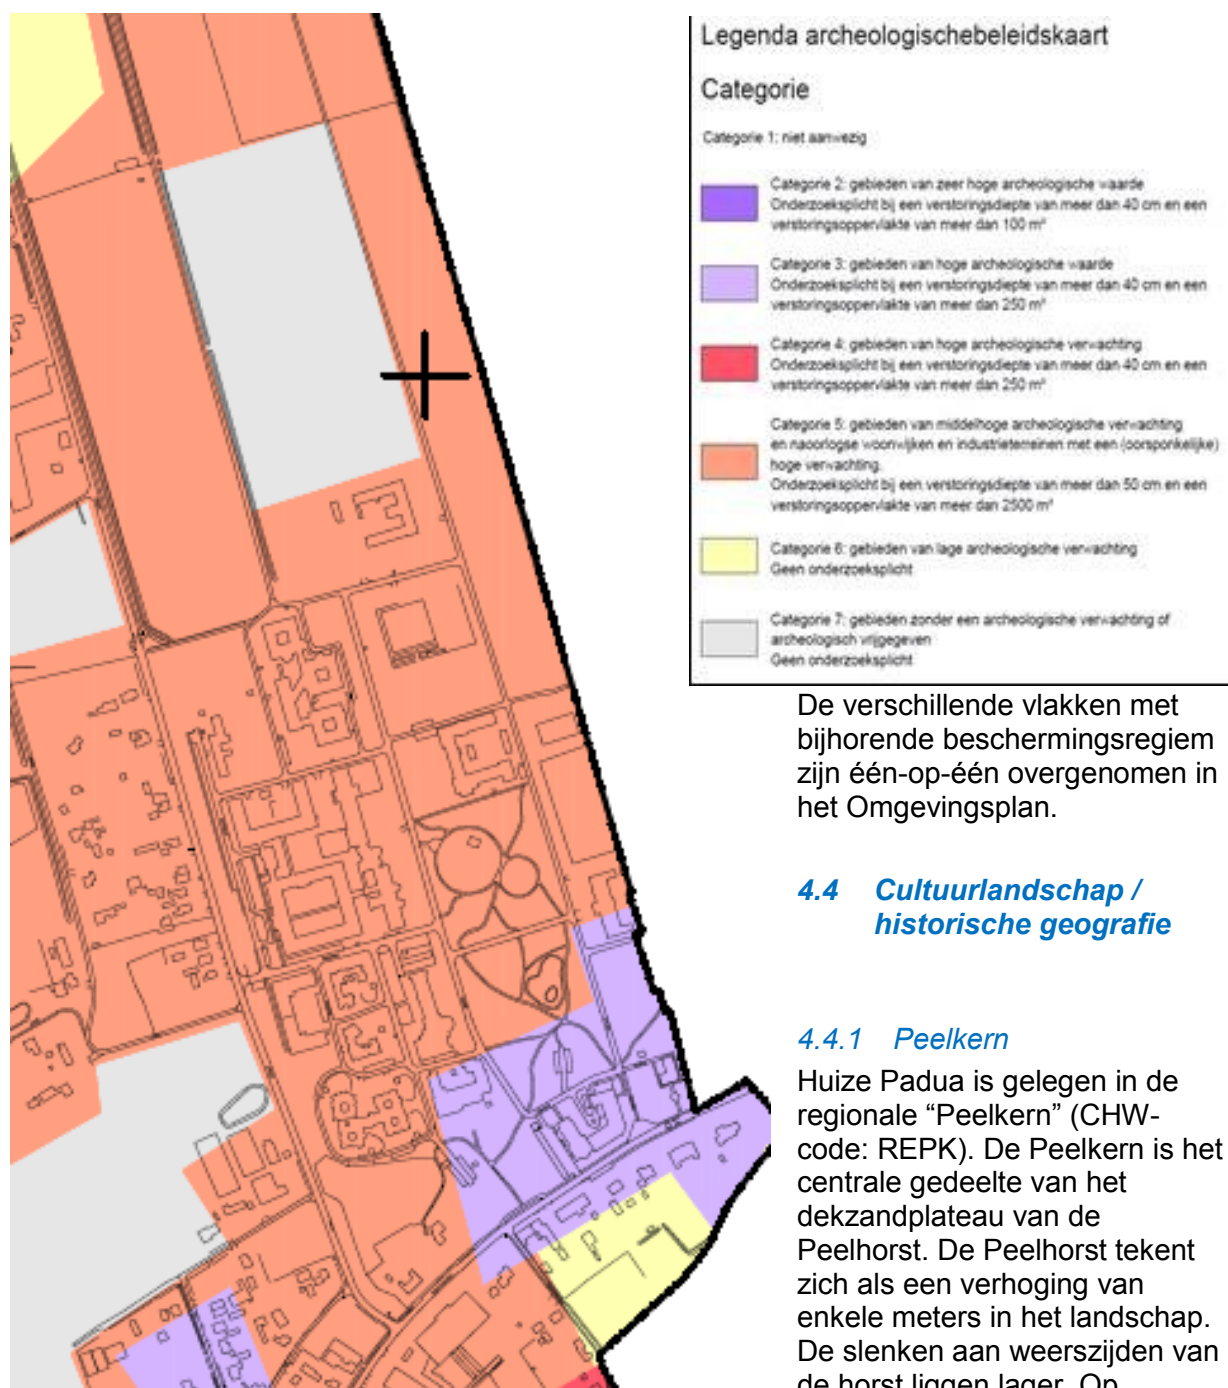 Legenda archeologischebeleidskaart
Categorie
Categorie 1: niet aanwezig
Categorie 2: gebieden van zeer hoge archeologische waarde
Onderzoeksplicht bij een verstoringsdiepte van meer dan 40 cm en een
verstoringsoppervlakte van meer dan 100 m²
Categorie 3: gebieden van hoge archeologische waarde
Onderzoeksplicht bij een verstoringsdiepte van meer dan 40 cm en een
verstoringsoppervlakte van meer dan 250 m²
Categorie 4: gebieden van hoge archeologische verwachting
Onderzoeksplicht bij een verstoringsdiepte van meer dan 40 cm en een
verstoringsoppervlakte van meer dan 250 m²
Categorie 5: gebieden van middelhoge archeologische verwachting
en naoorlogse woonwijken en industrieterreinen met een (oorsponkelijke)
hoge verwachting.
Onderzoeksplicht bij een verstoringsdiepte van meer dan 50 cm en een
verstoringsoppervlakte van meer dan 2500 m²
Categorie 6: gebieden van lage archeologische verwachting
Geen onderzoeksplicht
Categorie 7: gebieden zonder een archeologische verwachting of
archeologisch vrijgegeven
Geen onderzoeksplicht
De verschillende vlakken met
bijhorende beschermingsregiem
zijn één-op-één overgenomen in
het Omgevingsplan.
4.4 Cultuurlandschap /
historische geografie
4.4.1 Peelkern
Huize Padua is gelegen in de
regionale “Peelkern” (CHW-
code: REPK). De Peelkern is het
centrale gedeelte van het
dekzandplateau van de
Peelhorst. De Peelhorst tekent
zich als een verhoging van
enkele meters in het landschap.
De slenken aan weerszijden van
de horst liggen lager. Op